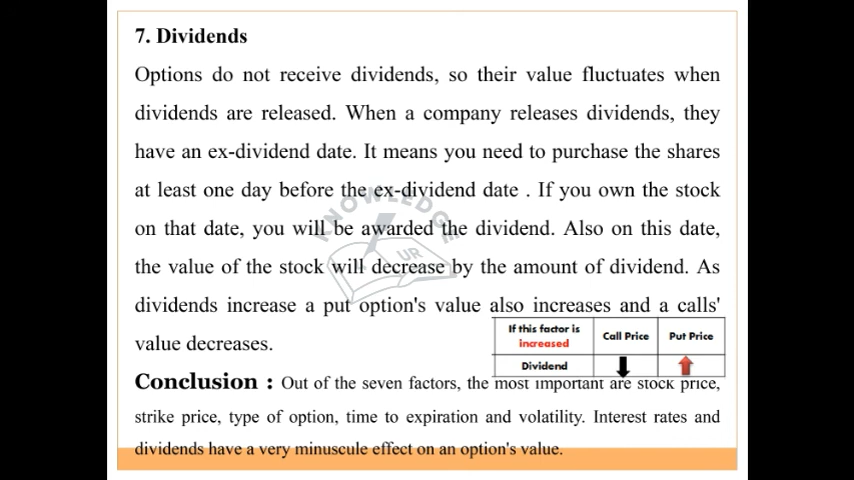 7. Dividends
Options do not receive dividends, so their value fluctuates when
dividends are released. When a company releases dividends, they
have an ex-dividend date. It means you need to purchase the shares
at least one day before the ex-dividend date . If you own the stock
on that date, you will be awarded the dividend. Also on this date,
the value of the stock will decrease by the amount of dividend. As
dividends increase a put option's value also increases and a calls'
value decreases.
If this factor is increased Call Price Put Price
Dividend
Conclusion : Out of the seven factors, the most important are stock price,
strike price, type of option, time to expiration and volatility. Interest rates and
dividends have a very minuscule effect on an option's value.
KNOWLEDGE
UR